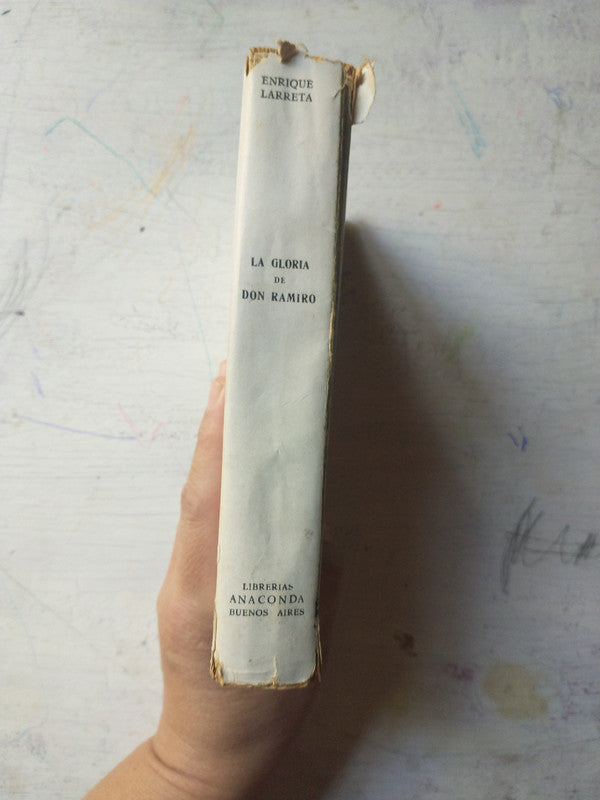 ENRIQUE
LARRETA
LA GLORIA
DE
DON RAMIRO
LIBRERIAS
ANACONDA
BUENOS AIRES